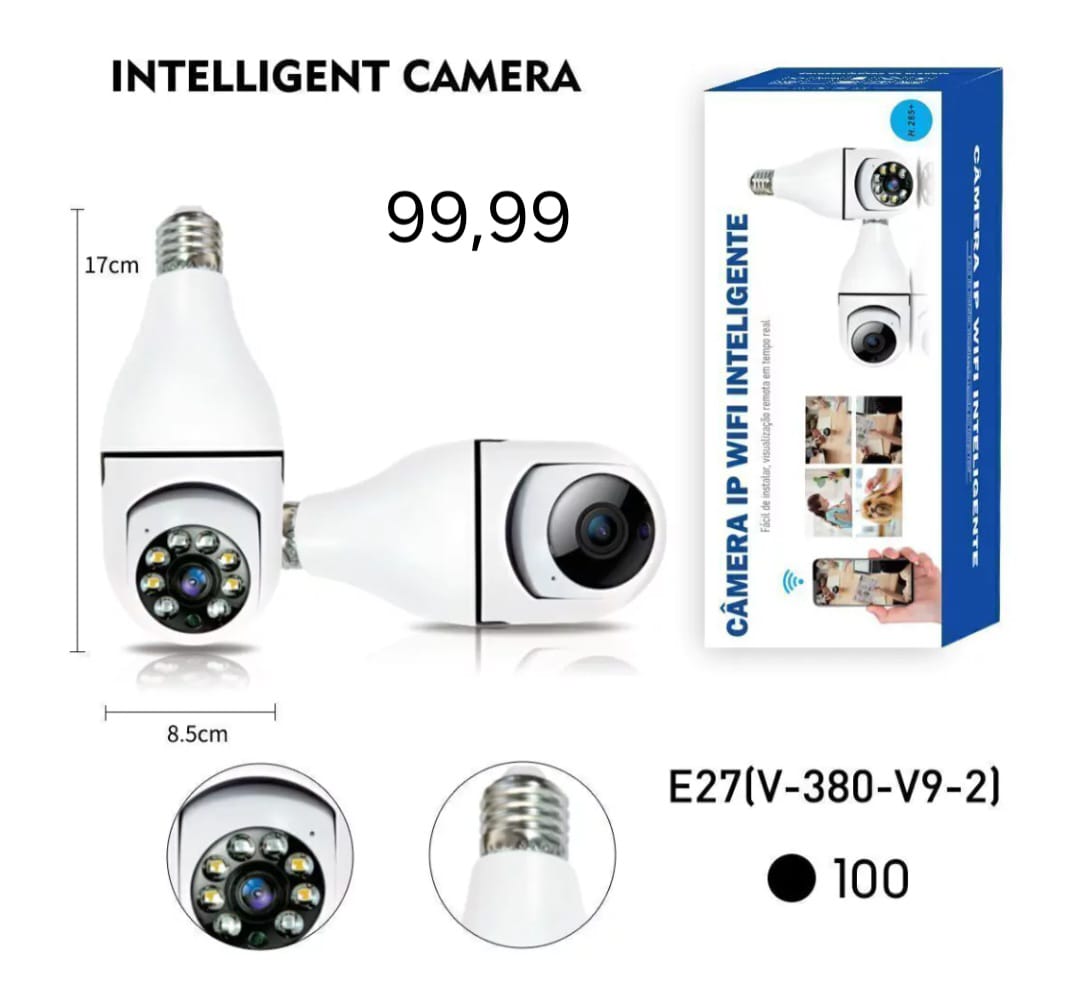 INTELLIGENT CAMERA
99,99
17cm
8.5cm
H.265+
CÂMERA IP WIFI INTELIGENTE
Fácil de instalar, visualização remota em tempo real
CÂMERA IP WIFI INTELIGENTE
E27(V-380-V9-2)
100